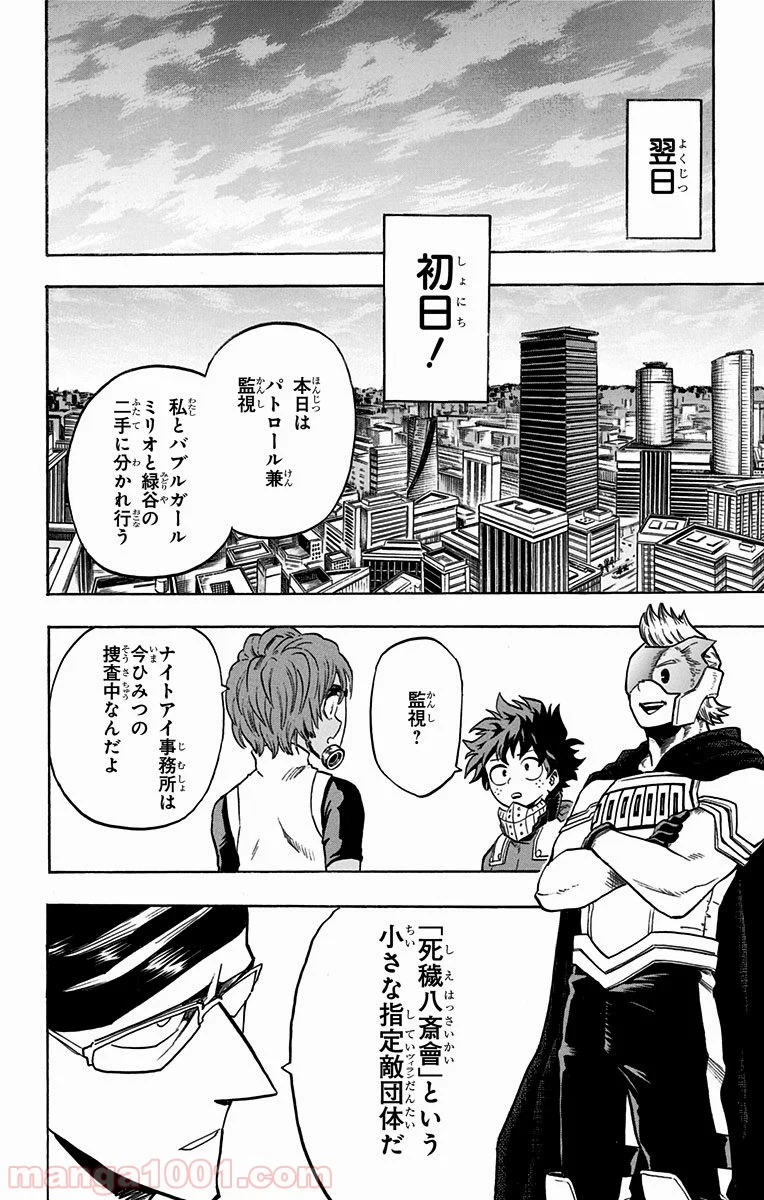 翌日
初日!
本日は
パトロール兼
監視
私とバブルガール
ミリオと緑谷の
二手に分かれ行う
監視?
ナイトアイ事務所は
今ひみつの
捜査中なんだよ
「死穢八斎會」という
小さな指定敵団体だ
manga1001.com